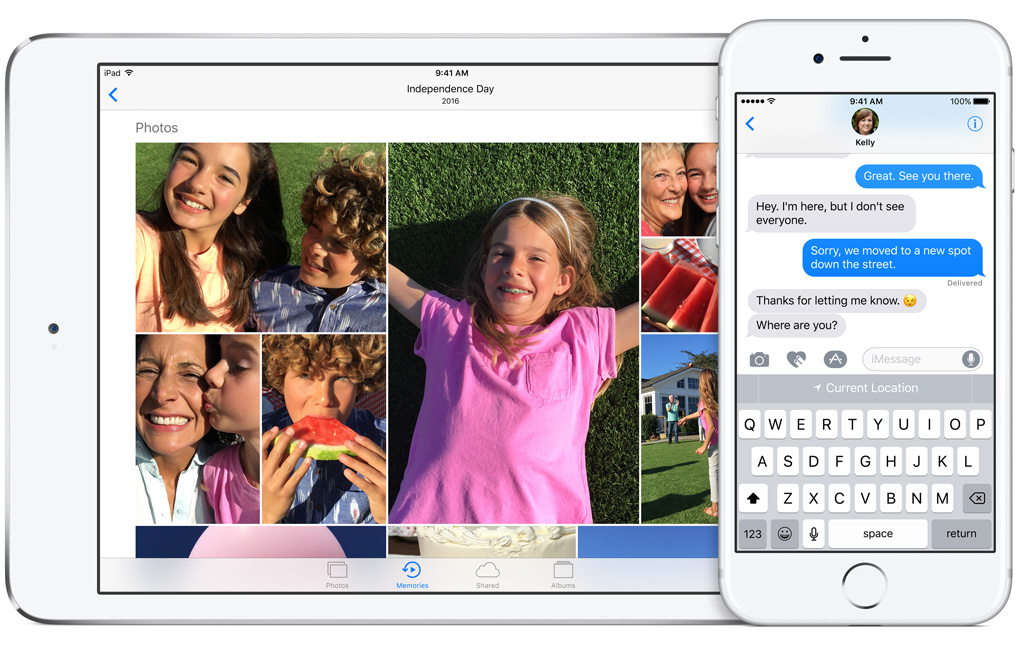 iPad
9:41 AM
Independence Day
2016
Photos
Photos
Memories
Shared
Albums
9:41 AM
100%
Kelly
Great. See you there.
Hey. I'm here, but I don't see
everyone.
Sorry, we moved to a new spot
down the street.
Delivered
Thanks for letting me know. 😉
Where are you?
iMessage
Current Location
Q W E R T Y U I O P
A S D F G H J K L
Z X C V B N M
123
space
return